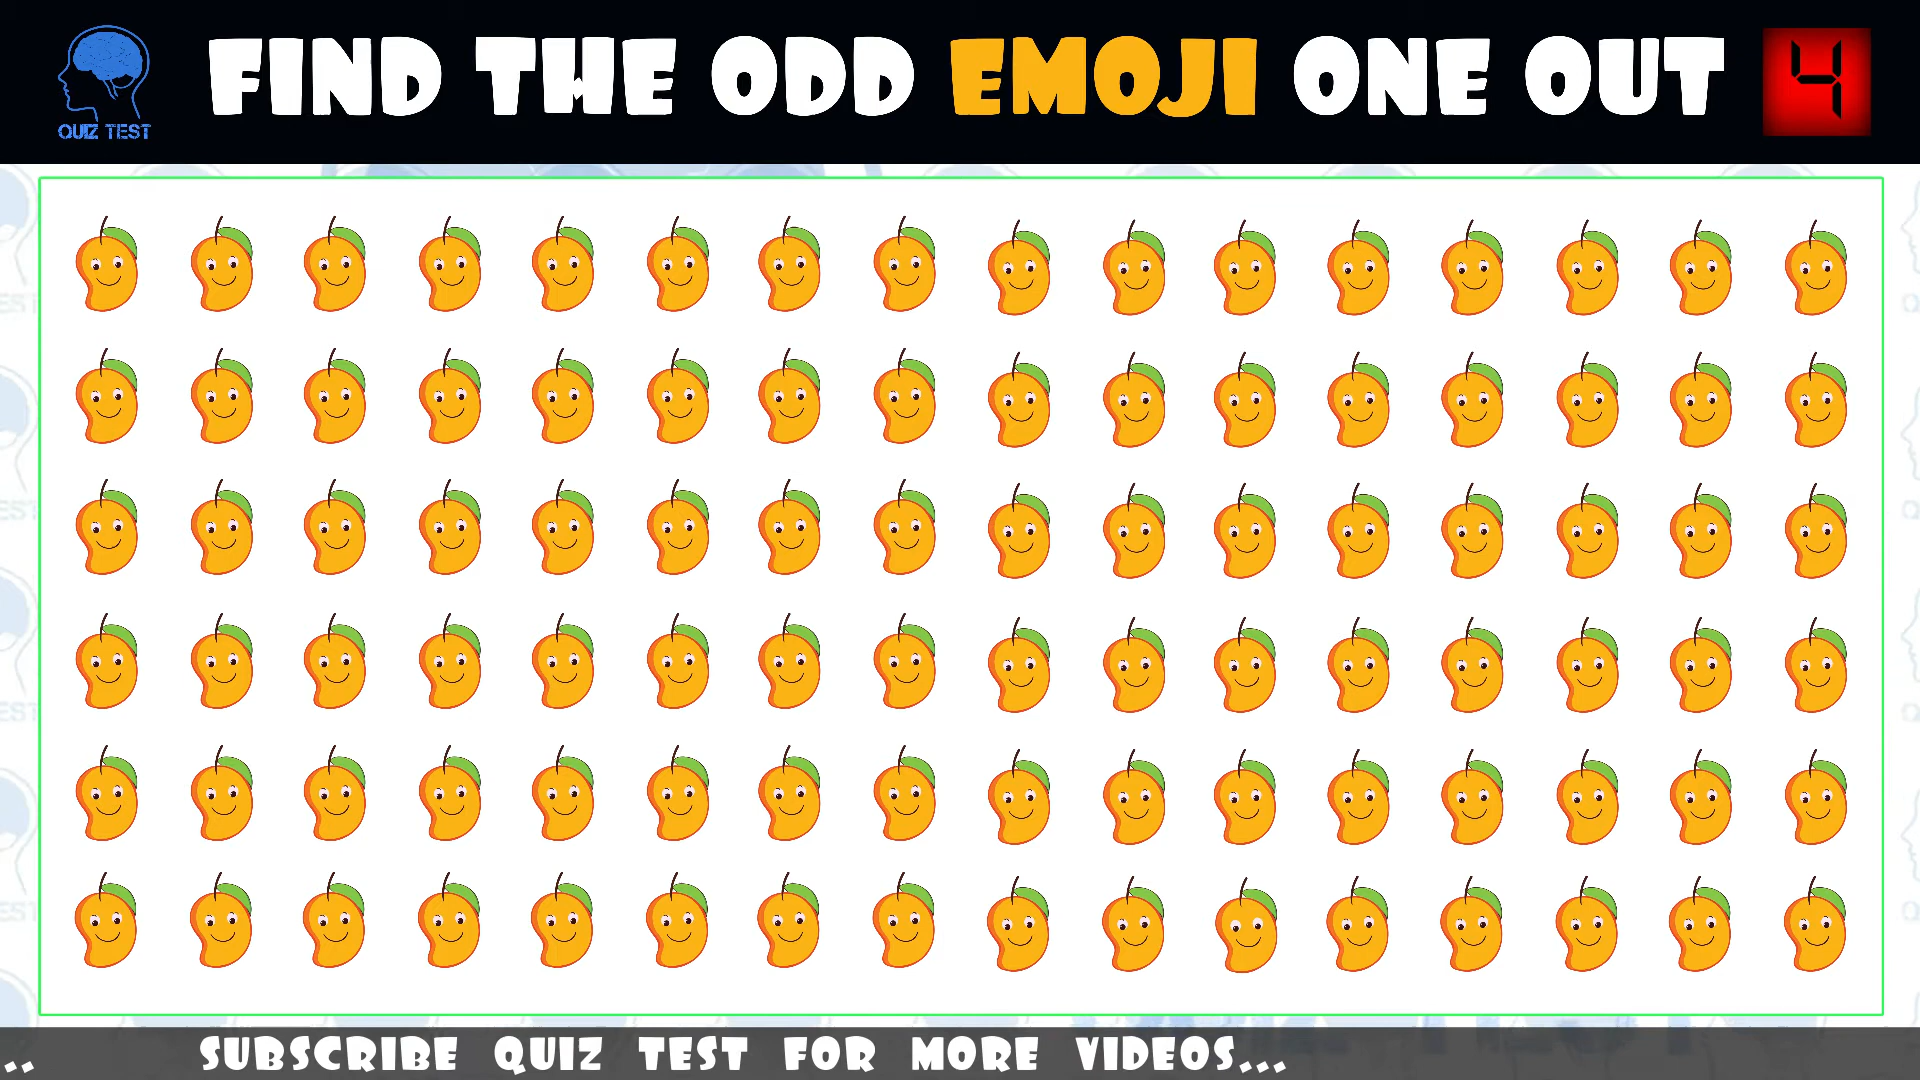 FIND THE ODD EMOJI ONE OUT
4
QUIZ TEST
.. SUBSCRIBE QUIZ TEST FOR MORE VIDEOS...